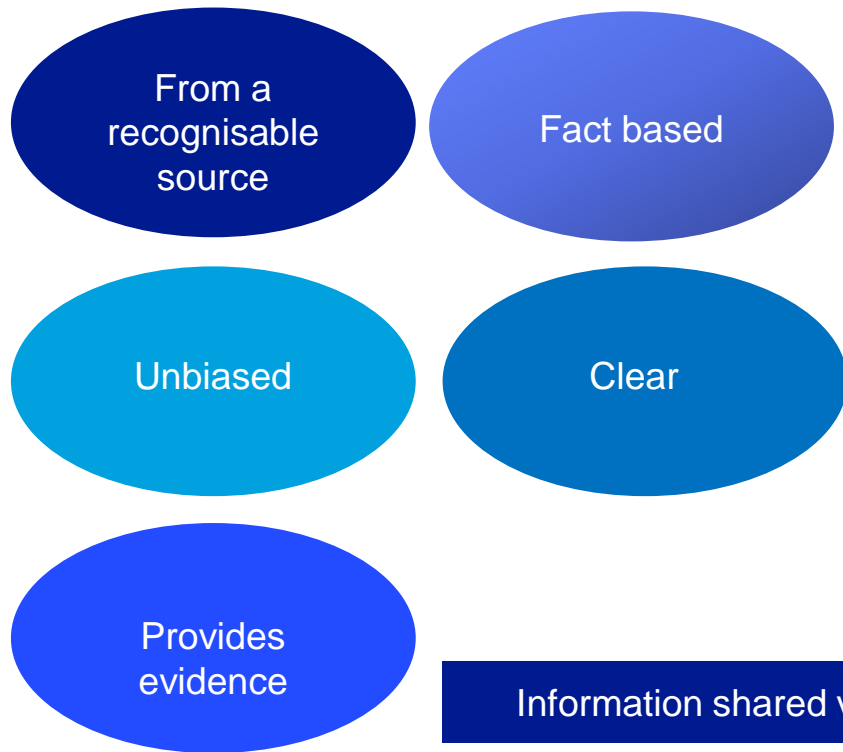 From a
recognisable
source
Fact based
Unbiased
Clear
Provides
evidence
Information shared v